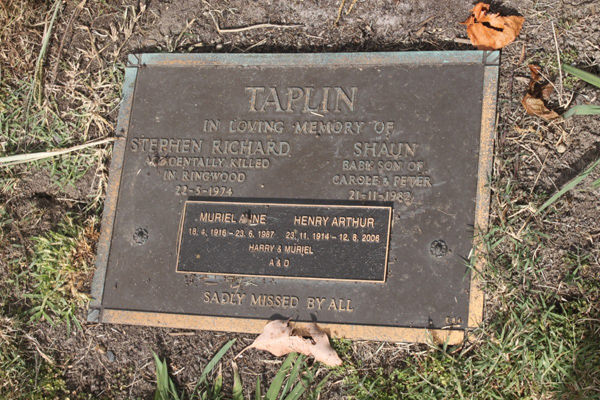 TAPLIN
IN LOVING MEMORY OF
STEPHEN RICHARD
ACCIDENTALLY KILLED
IN RINGWOOD
22-5-1974
SHAUN
BABY SON OF
CAROLE & PETER
21-11-1982
MURIEL ANNE
18. 4. 1916 - 23. 6. 1987
HENRY ARTHUR
23. 11. 1914 - 12. 8. 2006
HARRY & MURIEL
A & D
SADLY MISSED BY ALL